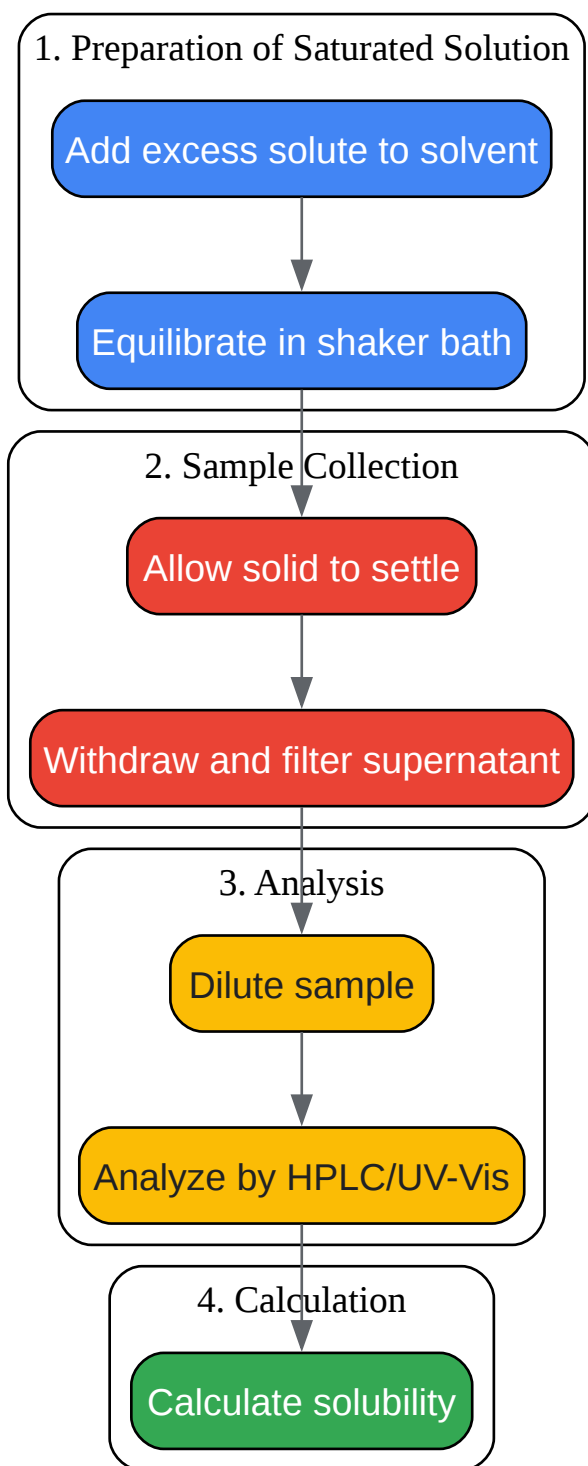 1. Preparation of Saturated Solution
Add excess solute to solvent
Equilibrate in shaker bath
2. Sample Collection
Allow solid to settle
Withdraw and filter supernatant
3. Analysis
Dilute sample
Analyze by HPLC/UV-Vis
4. Calculation
Calculate solubility